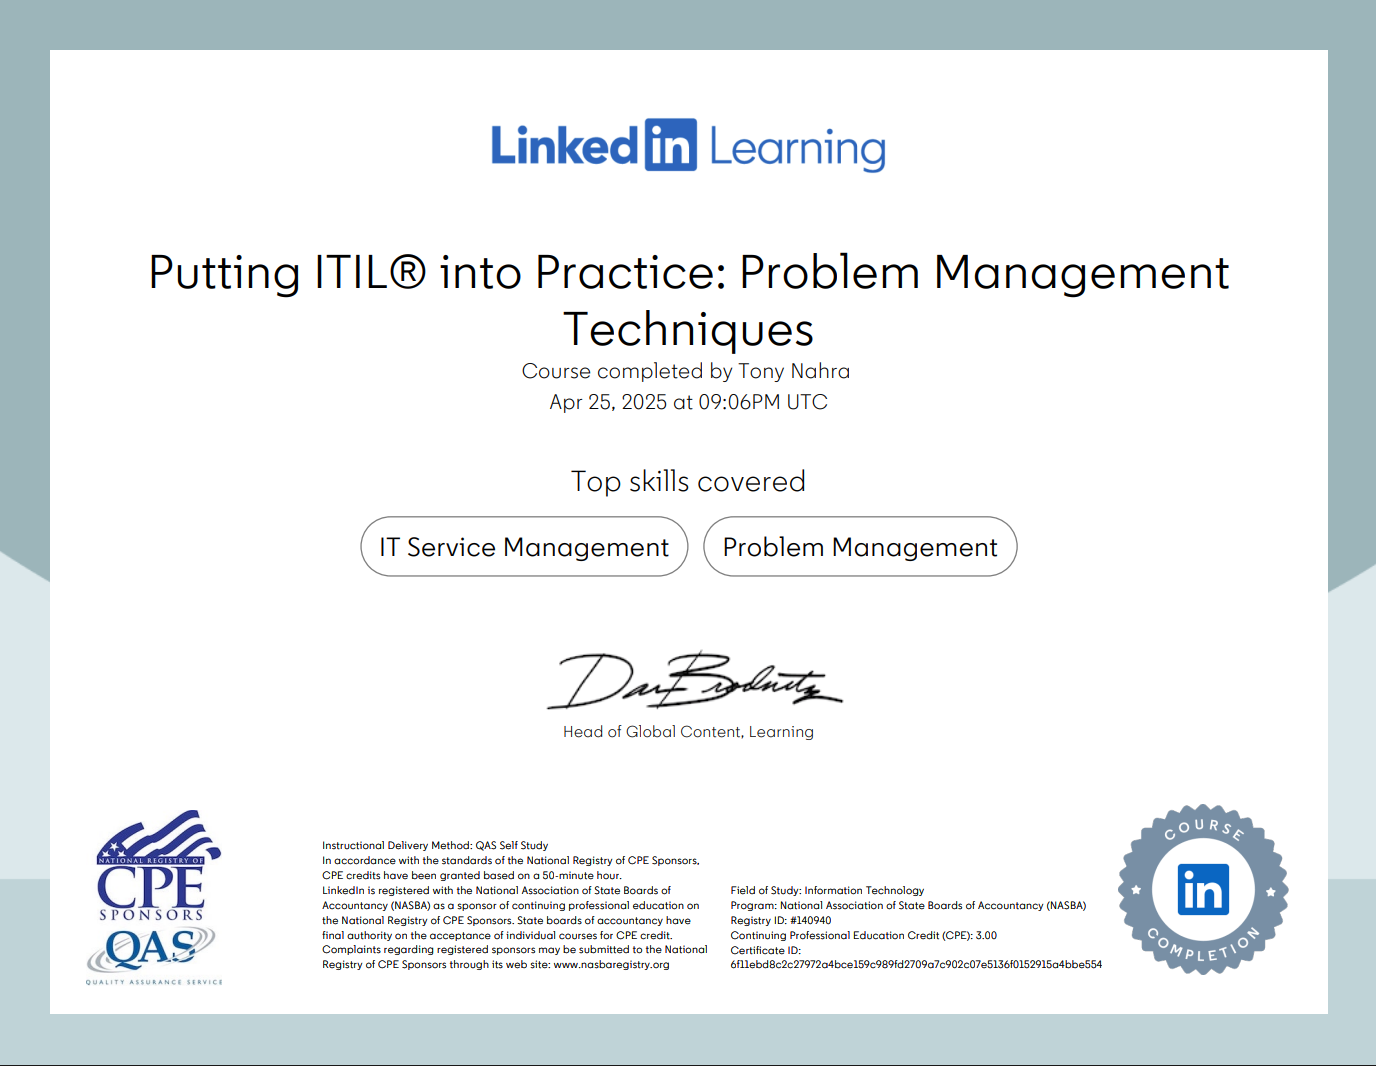 LinkedIn Learning
Putting ITIL® into Practice: Problem Management
Techniques
Course completed by Tony Nahra
Apr 25, 2025 at 09:06PM UTC
Top skills covered
IT Service Management
Problem Management
Head of Global Content, Learning
NATIONAL REGISTRY OF
CPE
SPONSORS
QAS
QUALITY ASSURANCE SERVICE
Instructional Delivery Method: QAS Self Study
In accordance with the standards of the National Registry of CPE Sponsors,
CPE credits have been granted based on a 50-minute hour.
LinkedIn is registered with the National Association of State Boards of
Accountancy (NASBA) as a sponsor of continuing professional education on
the National Registry of CPE Sponsors. State boards of accountancy have
final authority on the acceptance of individual courses for CPE credit.
Complaints regarding registered sponsors may be submitted to the National
Registry of CPE Sponsors through its web site: www.nasbaregistry.org
Field of Study: Information Technology
Program: National Association of State Boards of Accountancy (NASBA)
Registry ID: #140940
Continuing Professional Education Credit (CPE): 3.00
Certificate ID:
6f11ebd8c2c27972a4bce159c989fd2709a7c902c07e5136f0152915a4bbe554
COURSE
in
COMPLETION